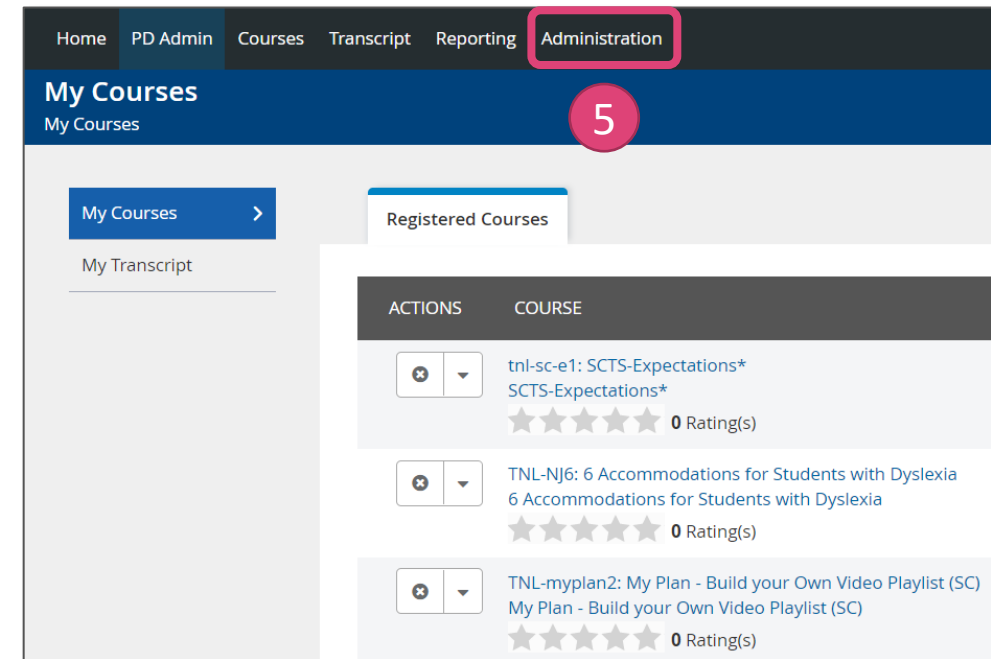 Home PD Admin Courses Transcript Reporting Administration
My Courses
My Courses
5
My Courses
My Transcript
Registered Courses
ACTIONS COURSE
tnl-sc-e1: SCTS-Expectations*
SCTS-Expectations*
0 Rating(s)
TNL-NJ6: 6 Accommodations for Students with Dyslexia
6 Accommodations for Students with Dyslexia
0 Rating(s)
TNL-myplan2: My Plan - Build your Own Video Playlist (SC)
My Plan - Build your Own Video Playlist (SC)
0 Rating(s)